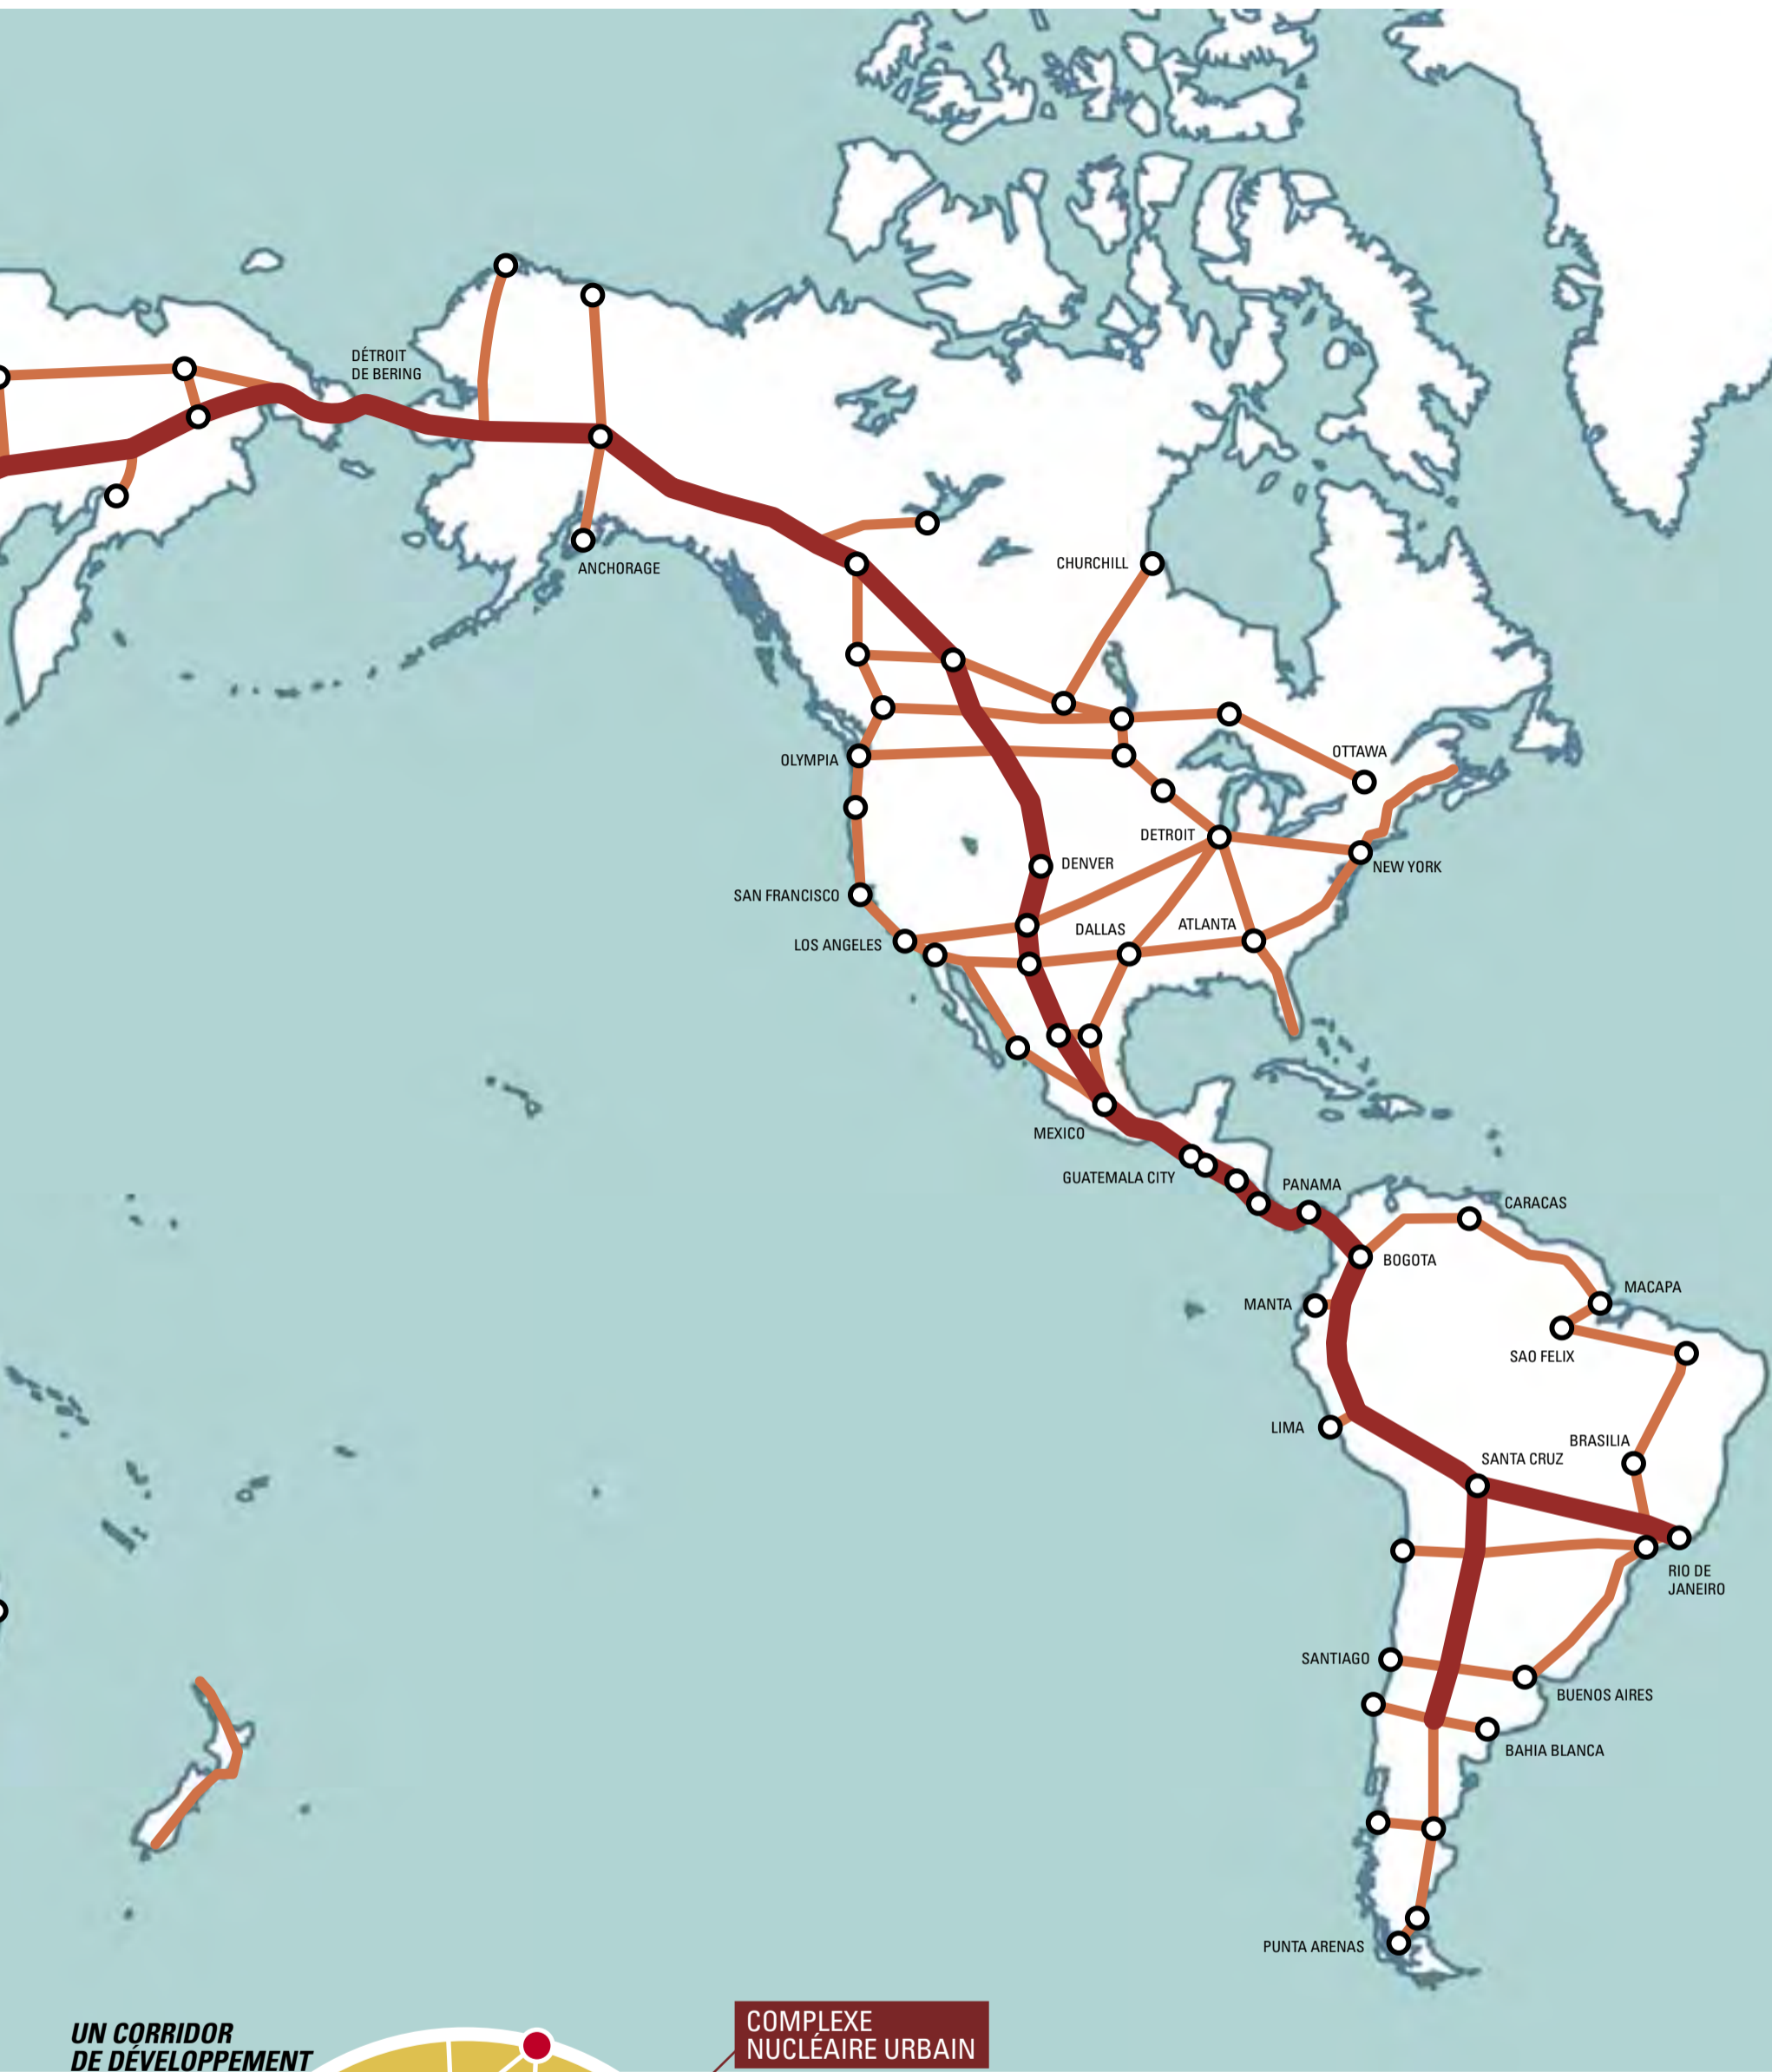 DÉTROIT
DE BERING
ANCHORAGE
CHURCHILL
OLYMPIA
OTTAWA
DETROIT
NEW YORK
DENVER
SAN FRANCISCO
DALLAS
ATLANTA
LOS ANGELES
MEXICO
GUATEMALA CITY
PANAMA
CARACAS
BOGOTA
MACAPA
MANTA
SAO FELIX
LIMA
BRASILIA
SANTA CRUZ
RIO DE
JANEIRO
SANTIAGO
BUENOS AIRES
BAHIA BLANCA
PUNTA ARENAS
UN CORRIDOR
DE DÉVELOPPEMENT
COMPLEXE
NUCLÉAIRE URBAIN